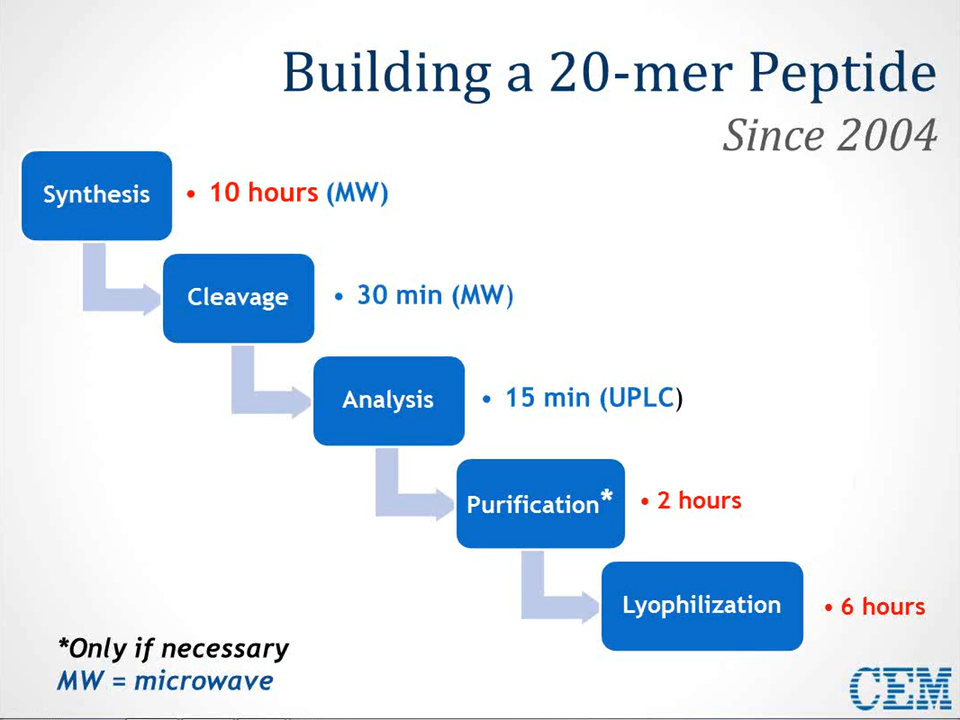 Building a 20-mer Peptide
Since 2004
Synthesis
• 10 hours (MW)
Cleavage
• 30 min (MW)
Analysis
• 15 min (UPLC)
Purification*
• 2 hours
Lyophilization
• 6 hours
*Only if necessary
MW = microwave
CEM